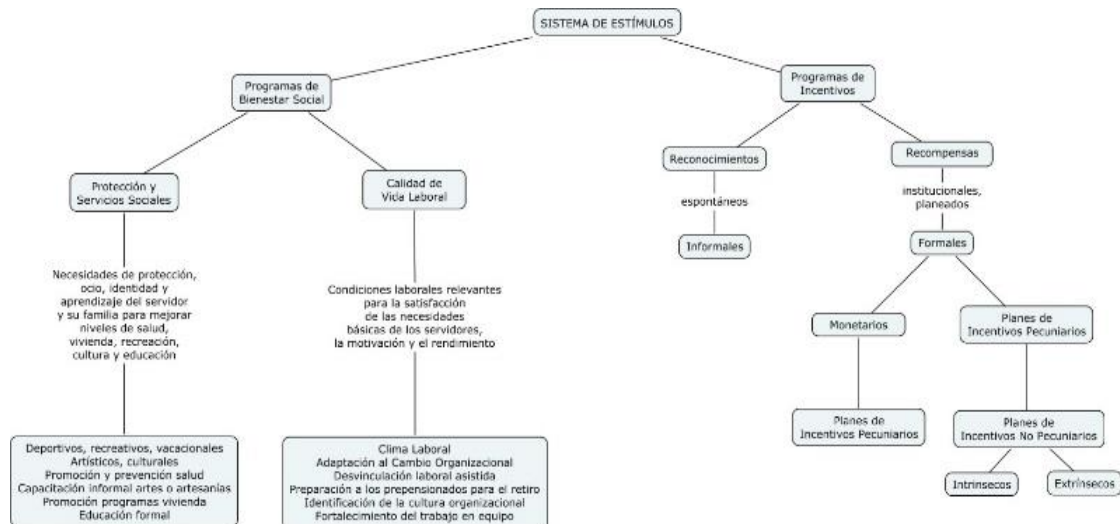 SISTEMA DE ESTÍMULOS
Programas de
Bienestar Social
Programas de
Incentivos
Reconocimientos
Recompensas
Protección y
Servicios Sociales
Calidad de
Vida Laboral
espontáneos
institucionales,
planeados
Informales
Formales
Necesidades de protección,
ocio, identidad y
aprendizaje del servidor
y su familia para mejorar
niveles de salud,
vivienda, recreación,
cultura y educación
Condiciones laborales relevantes
para la satisfacción
de las necesidades
básicas de los servidores,
la motivación y el rendimiento
Monetarios
Planes de
Incentivos Pecuniarios
Planes de
Incentivos Pecuniarios
Planes de
Incentivos No Pecuniarios
Deportivos, recreativos, vacacionales
Artísticos, culturales
Promoción y prevención salud
Capacitación informal artes o artesanías
Promoción programas vivienda
Educación formal
Clima Laboral
Adaptación al Cambio Organizacional
Desvinculación laboral asistida
Preparación a los prepensionados para el retiro
Identificación de la cultura organizacional
Fortalecimiento del trabajo en equipo
Intrínsecos
Extrínsecos